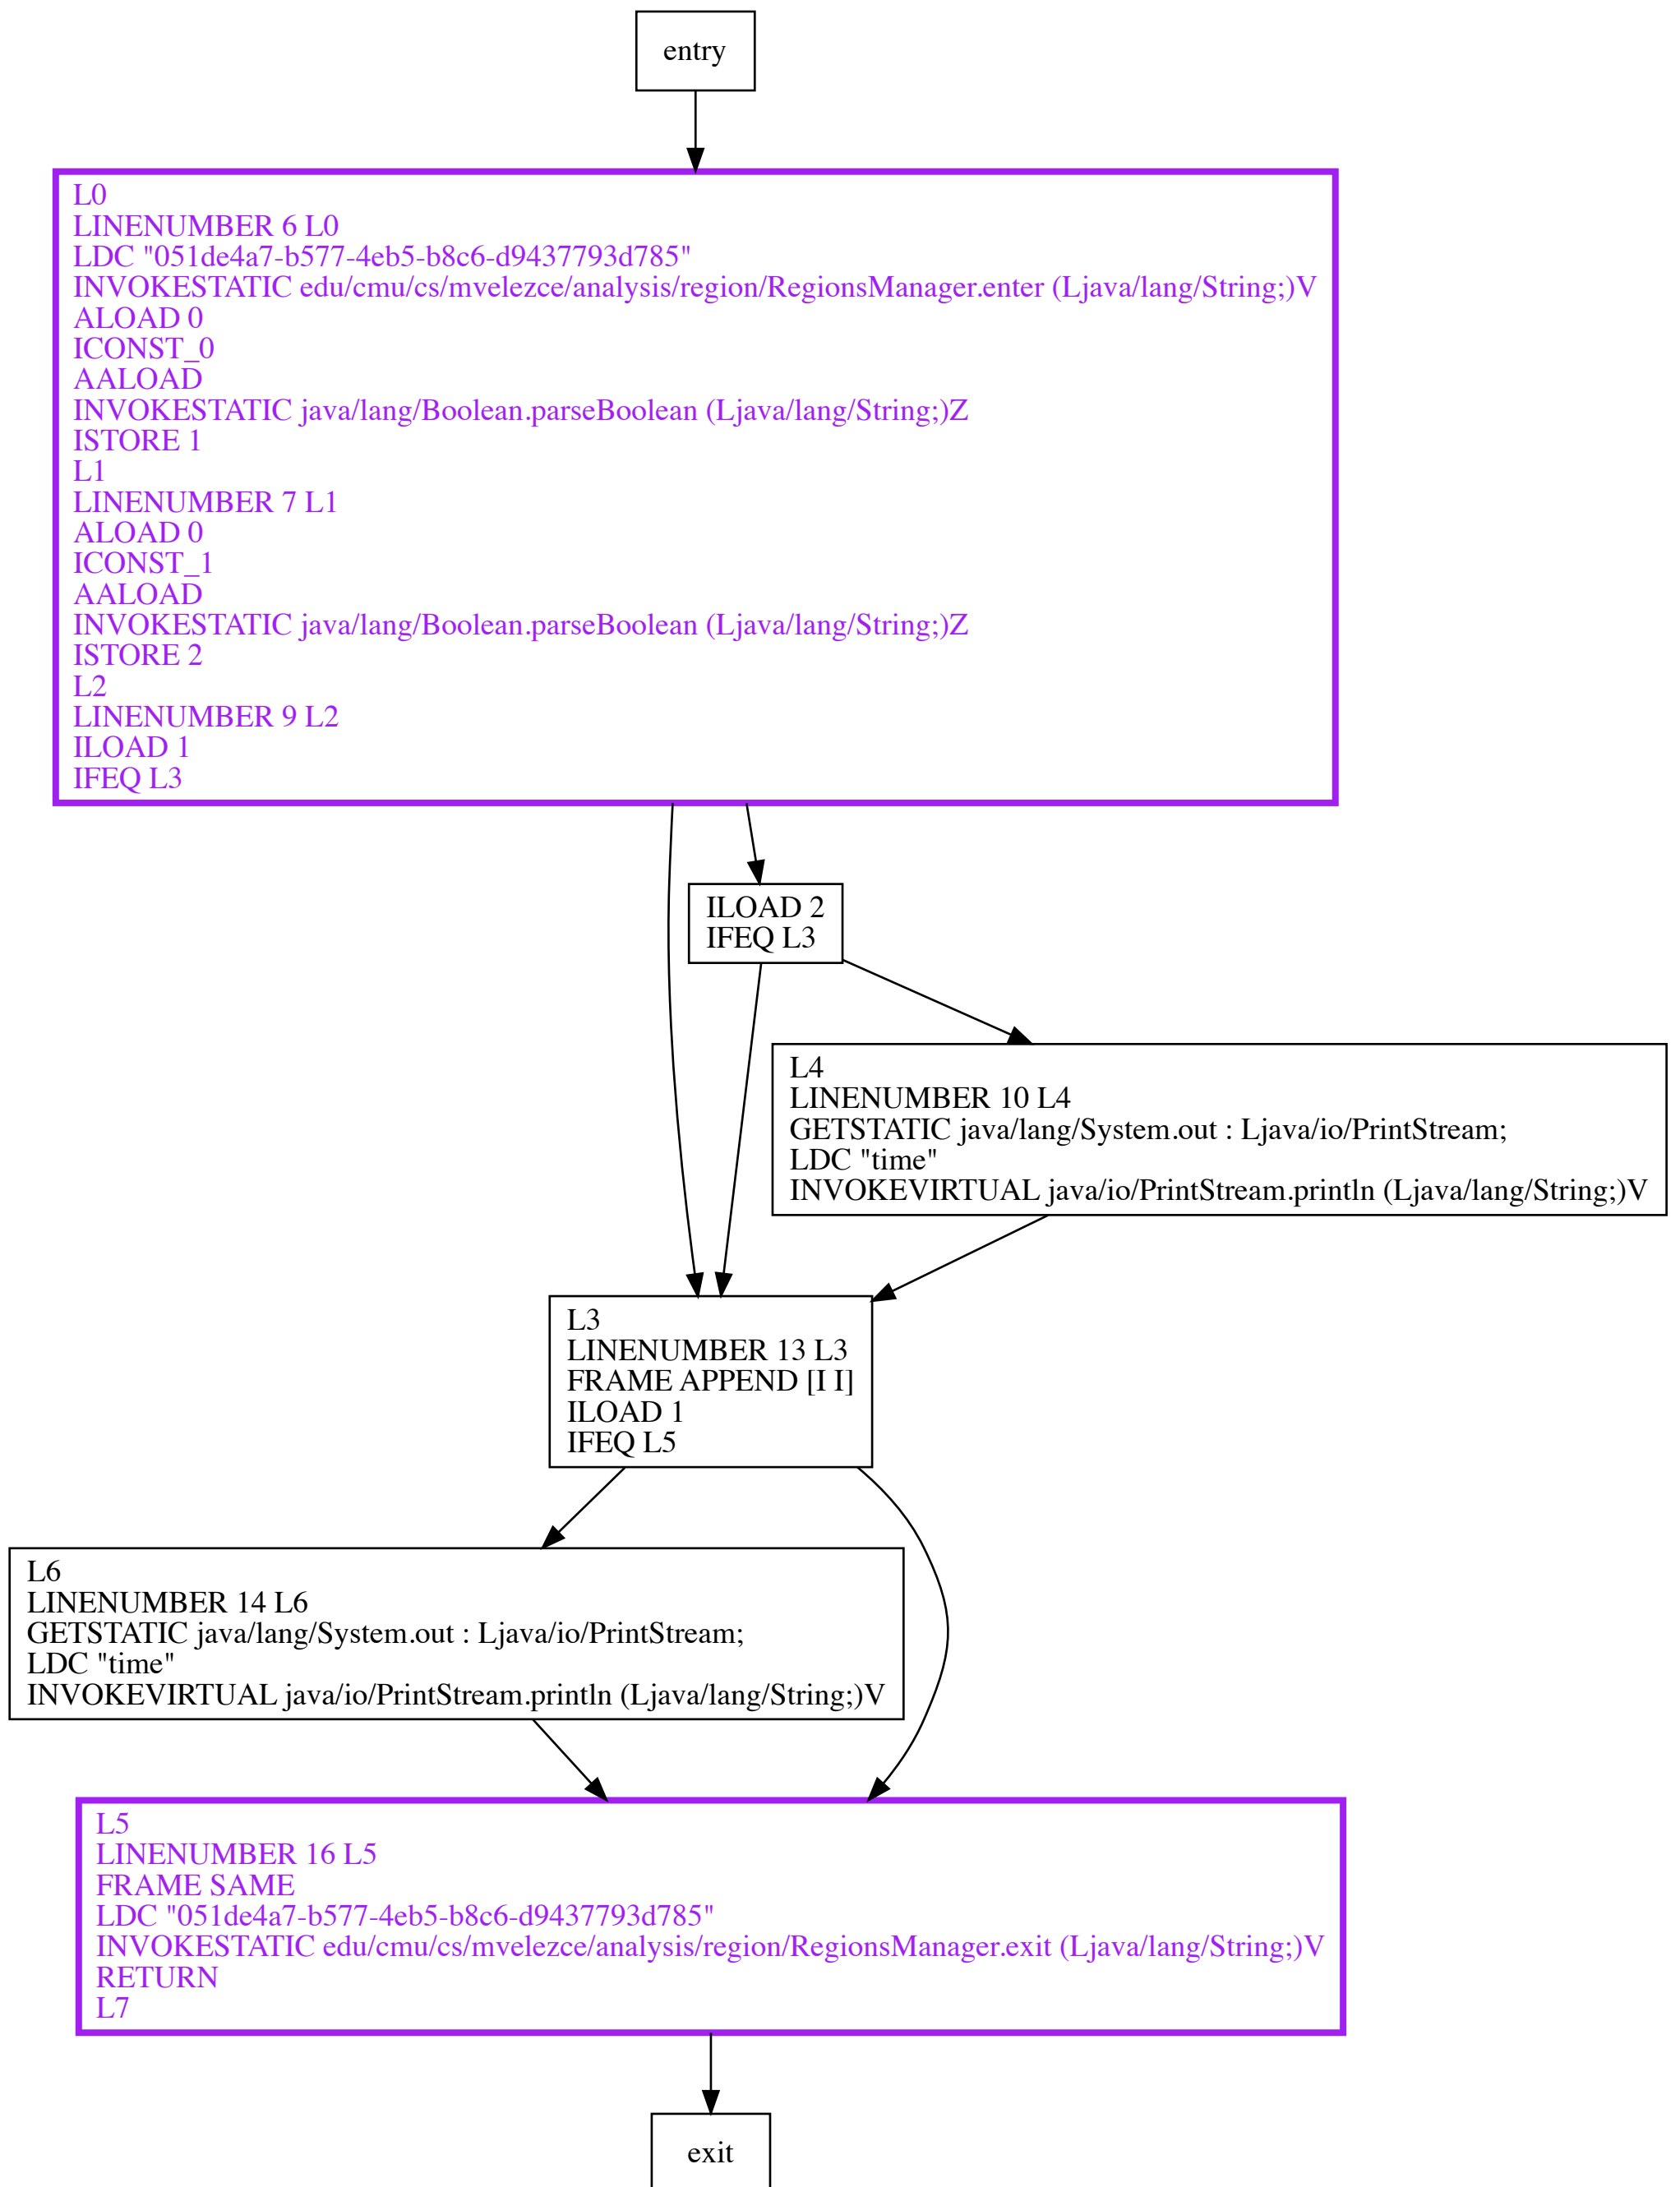 entry
L0
LINENUMBER 6 L0
LDC "051de4a7-b577-4eb5-b8c6-d9437793d785"
INVOKESTATIC edu/cmu/cs/mvelezce/analysis/region/RegionsManager.enter (Ljava/lang/String;)V
ALOAD 0
ICONST_0
AALOAD
INVOKESTATIC java/lang/Boolean.parseBoolean (Ljava/lang/String;)Z
ISTORE 1
L1
LINENUMBER 7 L1
ALOAD 0
ICONST_1
AALOAD
INVOKESTATIC java/lang/Boolean.parseBoolean (Ljava/lang/String;)Z
ISTORE 2
L2
LINENUMBER 9 L2
ILOAD 1
IFEQ L3
ILOAD 2
IFEQ L3
L4
LINENUMBER 10 L4
GETSTATIC java/lang/System.out : Ljava/io/PrintStream;
LDC "time"
INVOKEVIRTUAL java/io/PrintStream.println (Ljava/lang/String;)V
L3
LINENUMBER 13 L3
FRAME APPEND [I I]
ILOAD 1
IFEQ L5
L6
LINENUMBER 14 L6
GETSTATIC java/lang/System.out : Ljava/io/PrintStream;
LDC "time"
INVOKEVIRTUAL java/io/PrintStream.println (Ljava/lang/String;)V
L5
LINENUMBER 16 L5
FRAME SAME
LDC "051de4a7-b577-4eb5-b8c6-d9437793d785"
INVOKESTATIC edu/cmu/cs/mvelezce/analysis/region/RegionsManager.exit (Ljava/lang/String;)V
RETURN
L7
exit